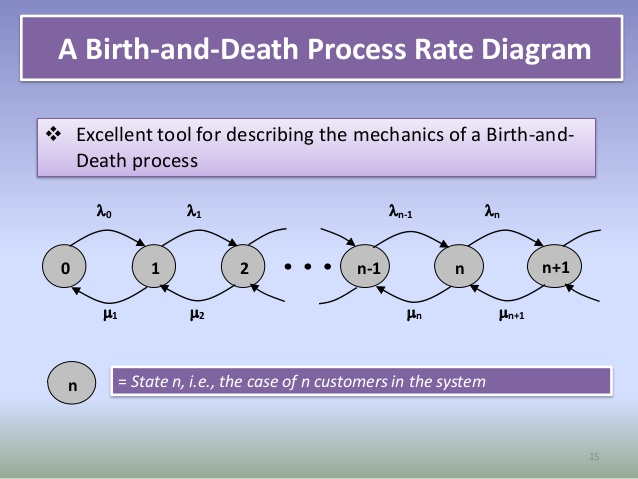 A Birth-and-Death Process Rate Diagram
❖ Excellent tool for describing the mechanics of a Birth-and-
Death process
λ0 λ1 λn-1 λn
0 1 2 • • • n-1 n n+1
μ1 μ2 μn μn+1
n = State n, i.e., the case of n customers in the system
15